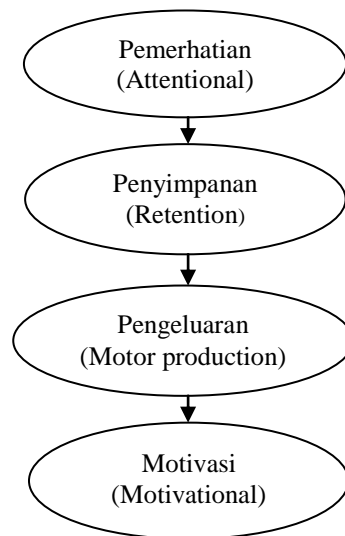 Pemerhatian
(Attentional)
Penyimpanan
(Retention)
Pengeluaran
(Motor production)
Motivasi
(Motivational)